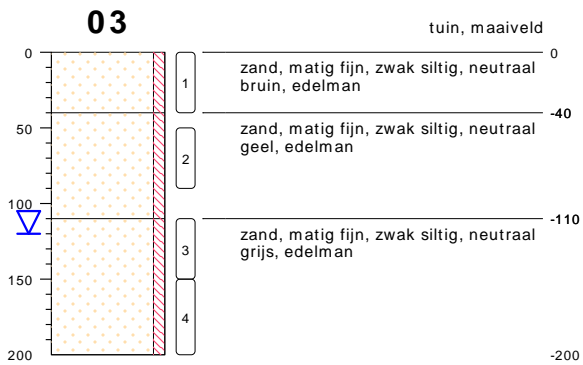 03
tuin, maaiveld
0
0
zand, matig fijn, zwak siltig, neutraal
bruin, edelman
1
-40
50
zand, matig fijn, zwak siltig, neutraal
geel, edelman
2
100
-110
zand, matig fijn, zwak siltig, neutraal
grijs, edelman
3
150
4
200
-200